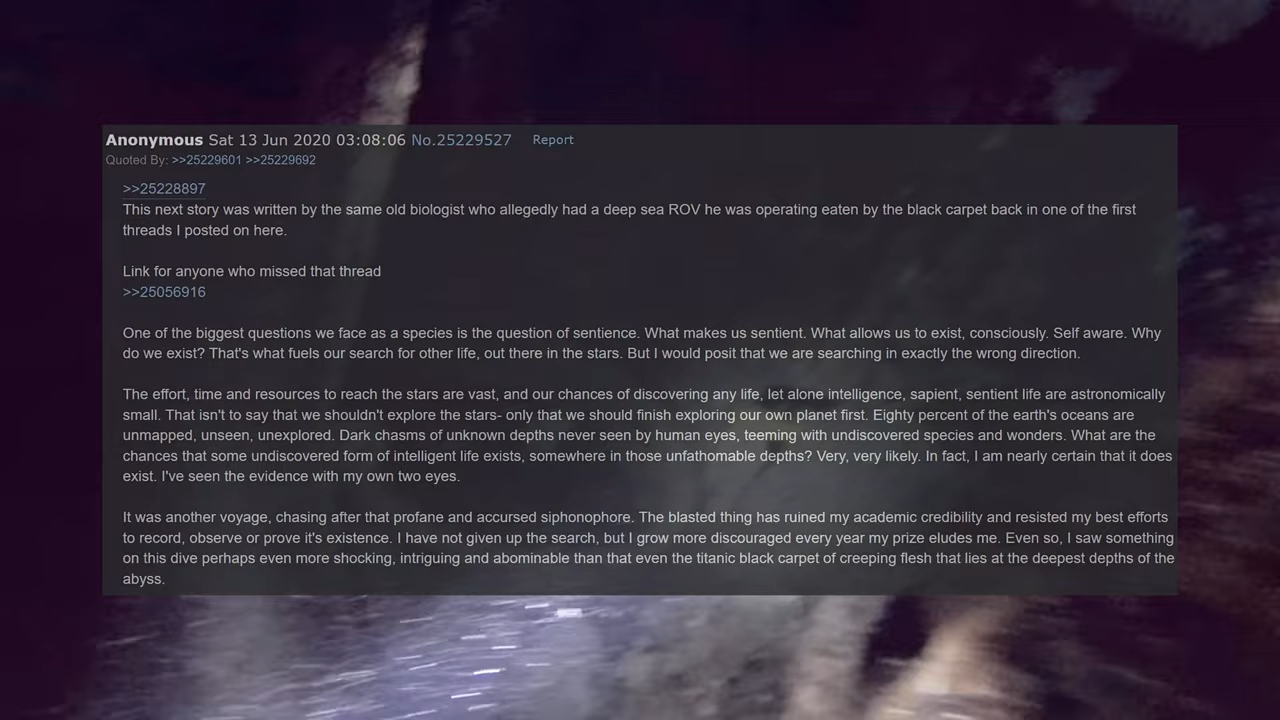 Anonymous Sat 13 Jun 2020 03:08:06 No.25229527 Report
Quoted By: >>25229601 >>25229692
>>25228897
This next story was written by the same old biologist who allegedly had a deep sea ROV he was operating eaten by the black carpet back in one of the first
threads I posted on here.
Link for anyone who missed that thread
>>25056916
One of the biggest questions we face as a species is the question of sentience. What makes us sentient. What allows us to exist, consciously. Self aware. Why
do we exist? That's what fuels our search for other life, out there in the stars. But I would posit that we are searching in exactly the wrong direction.
The effort, time and resources to reach the stars are vast, and our chances of discovering any life, let alone intelligence, sapient, sentient life are astronomically
small. That isn't to say that we shouldn't explore the stars- only that we should finish exploring our own planet first. Eighty percent of the earth's oceans are
unmapped, unseen, unexplored. Dark chasms of unknown depths never seen by human eyes, teeming with undiscovered species and wonders. What are the
chances that some undiscovered form of intelligent life exists, somewhere in those unfathomable depths? Very, very likely. In fact, I am nearly certain that it does
exist. I've seen the evidence with my own two eyes.
It was another voyage, chasing after that profane and accursed siphonophore. The blasted thing has ruined my academic credibility and resisted my best efforts
to record, observe or prove it's existence. I have not given up the search, but I grow more discouraged every year my prize eludes me. Even so, I saw something
on this dive perhaps even more shocking, intriguing and abominable than that even the titanic black carpet of creeping flesh that lies at the deepest depths of the
abyss.